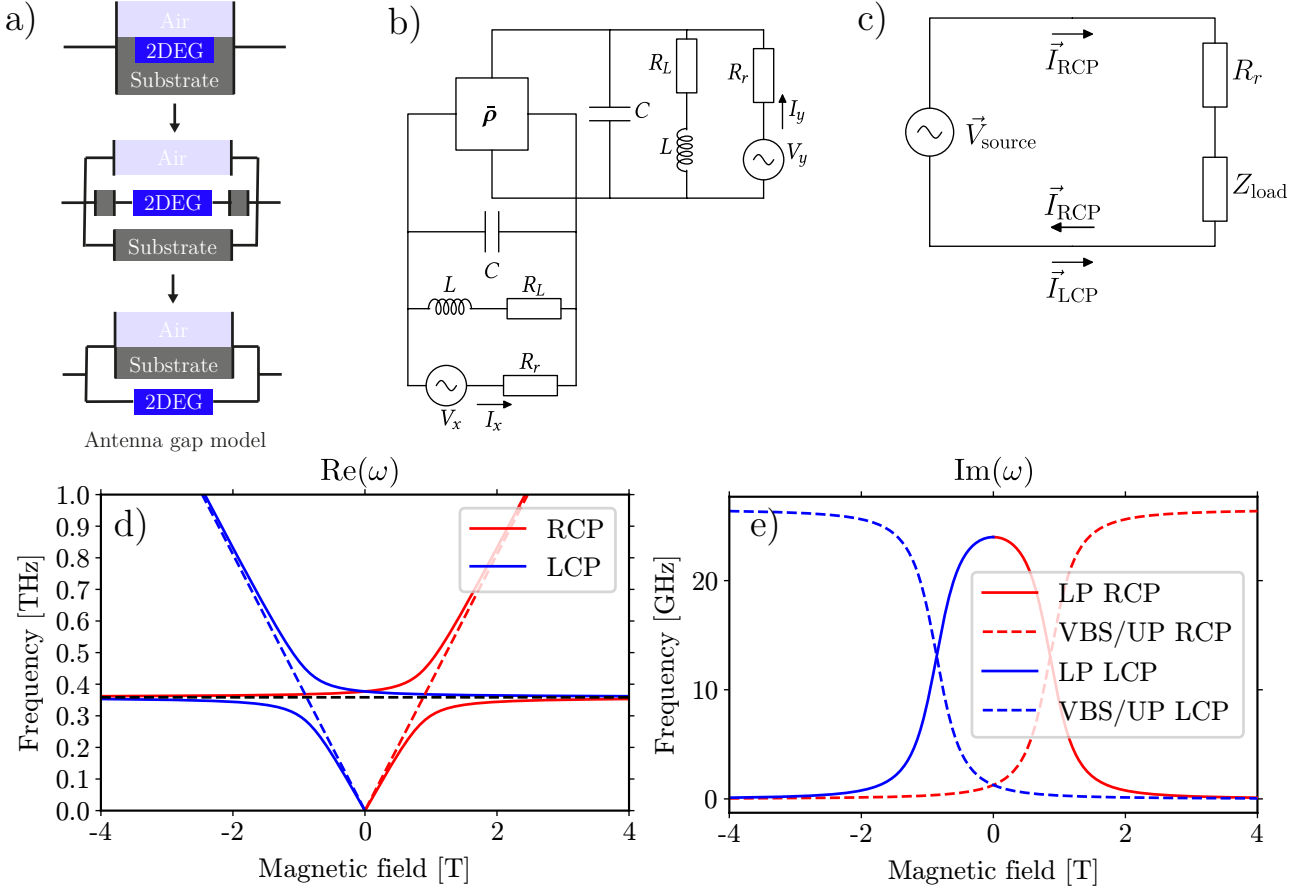 a)
Air
2DEG
Substrate
Air
2DEG
Substrate
Air
Substrate
2DEG
Antenna gap model
b)
ρ̄
C
R_L
L
R_r
I_y
V_y
C
L
R_L
R_r
V_x
I_x
c)
I⃗_RCP
R_r
V⃗_source
Z_load
I⃗_RCP
I⃗_LCP
Re(ω)
d)
RCP
LCP
Frequency [THz]
1.0
0.9
0.8
0.7
0.6
0.5
0.4
0.3
0.2
0.1
0.0
-4 -2 0 2 4
Magnetic field [T]
Im(ω)
e)
LP RCP
VBS/UP RCP
LP LCP
VBS/UP LCP
Frequency [GHz]
20
10
0
-4 -2 0 2 4
Magnetic field [T]